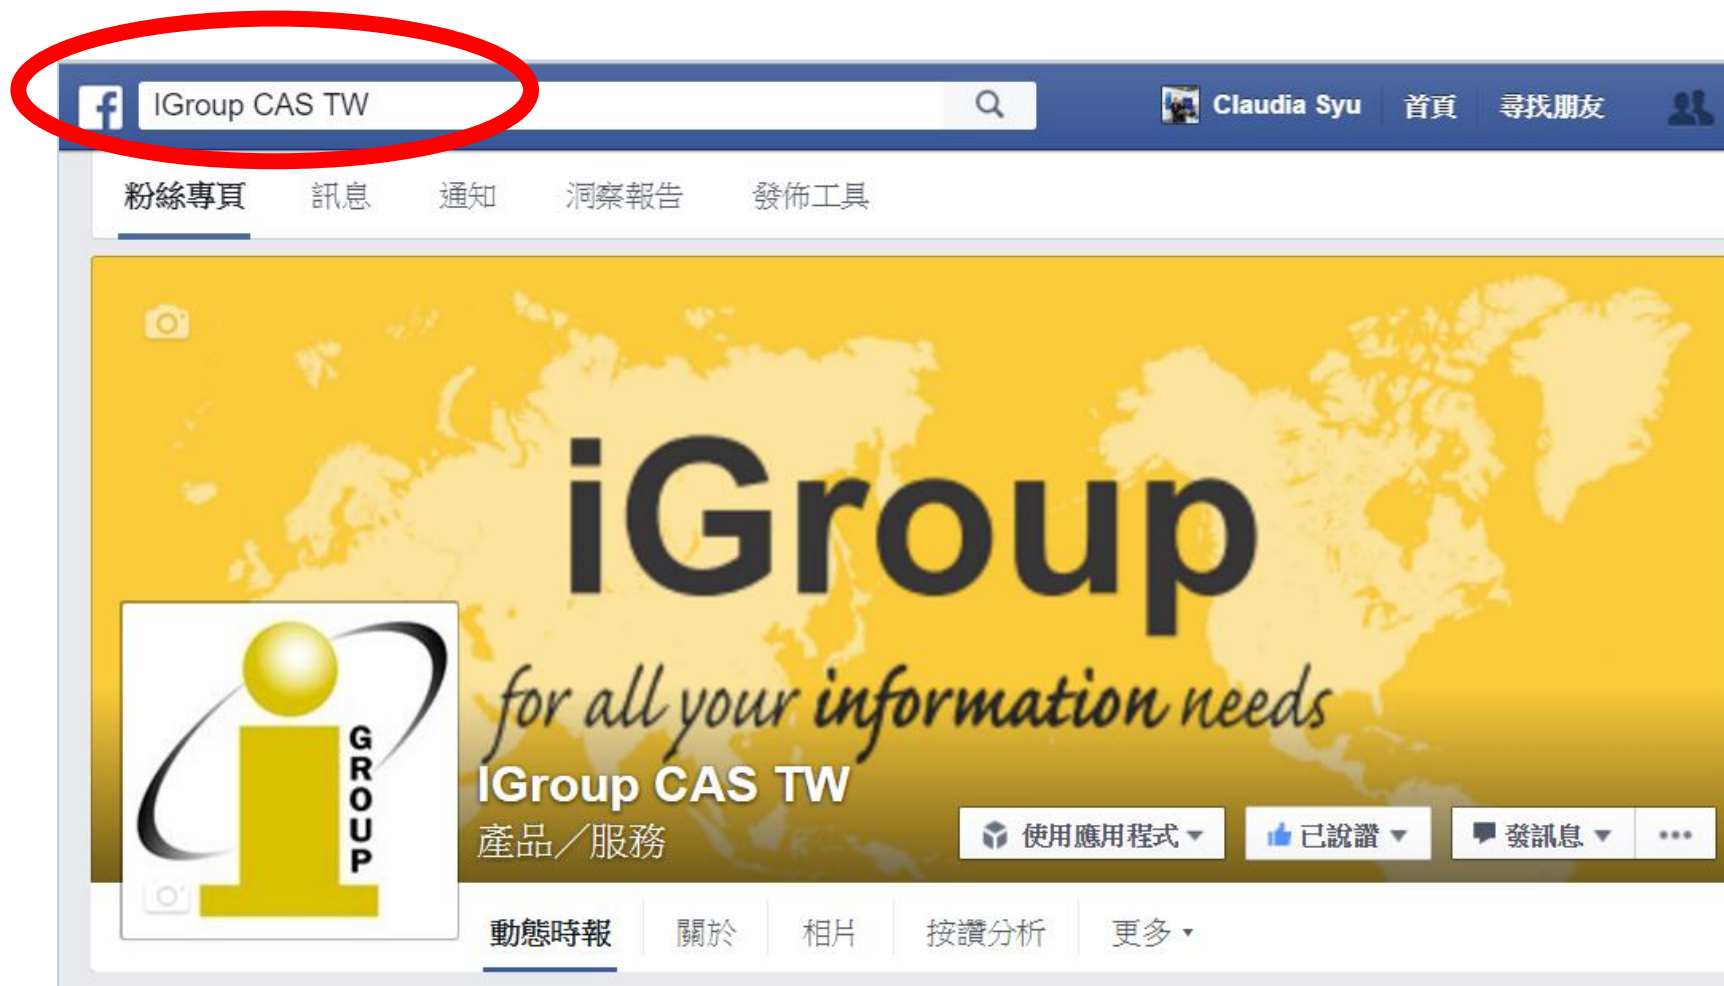 f IGroup CAS TW Claudia Syu 首頁 尋找朋友
粉絲專頁 訊息 通知 洞察報告 發佈工具
iGroup
for all your information needs
i GROUP
IGroup CAS TW
產品／服務 使用應用程式 已說讚 發訊息 •••
動態時報 關於 相片 按讚分析 更多